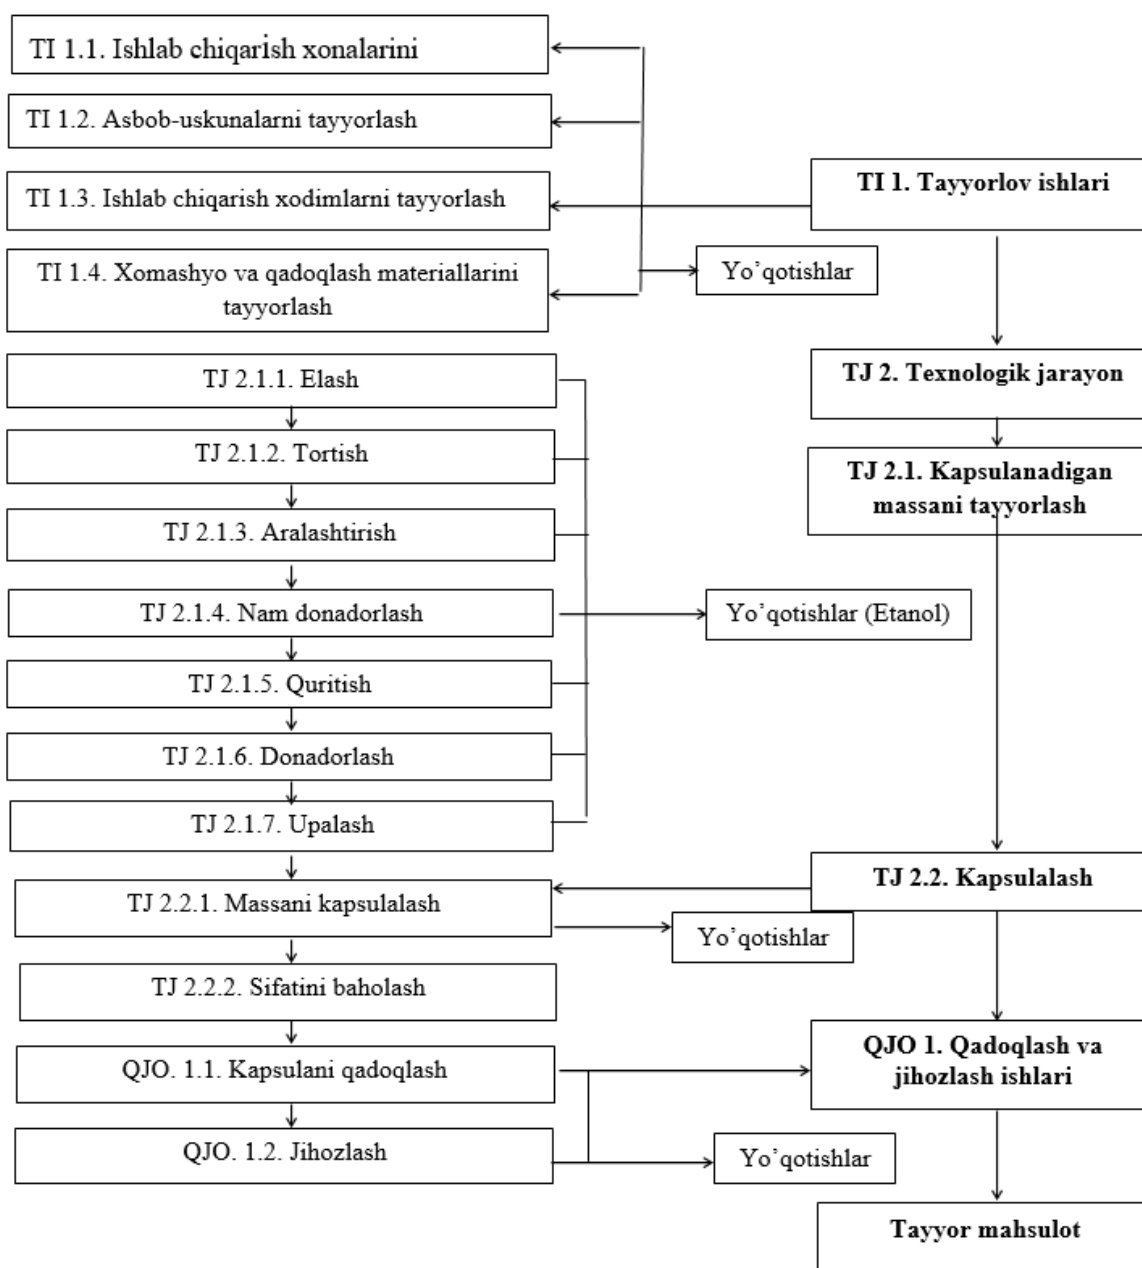 TI 1.1. Ishlab chiqarish xonalarini
TI 1.2. Asbob-uskunalarni tayyorlash
TI 1. Tayyorlov ishlari
TI 1.3. Ishlab chiqarish xodimlarni tayyorlash
TI 1.4. Xomashyo va qadoqlash materiallarini
tayyorlash
Yo’qotishlar
TJ 2.1.1. Elash
TJ 2. Texnologik jarayon
TJ 2.1.2. Tortish
TJ 2.1. Kapsulanadigan
massani tayyorlash
TJ 2.1.3. Aralashtirish
TJ 2.1.4. Nam donadorlash
Yo’qotishlar (Etanol)
TJ 2.1.5. Quritish
TJ 2.1.6. Donadorlash
TJ 2.1.7. Upalash
TJ 2.2. Kapsulalash
TJ 2.2.1. Massani kapsulalash
Yo’qotishlar
TJ 2.2.2. Sifatini baholash
QJO 1. Qadoqlash va
jihozlash ishlari
QJO. 1.1. Kapsulani qadoqlash
QJO. 1.2. Jihozlash
Yo’qotishlar
Tayyor mahsulot